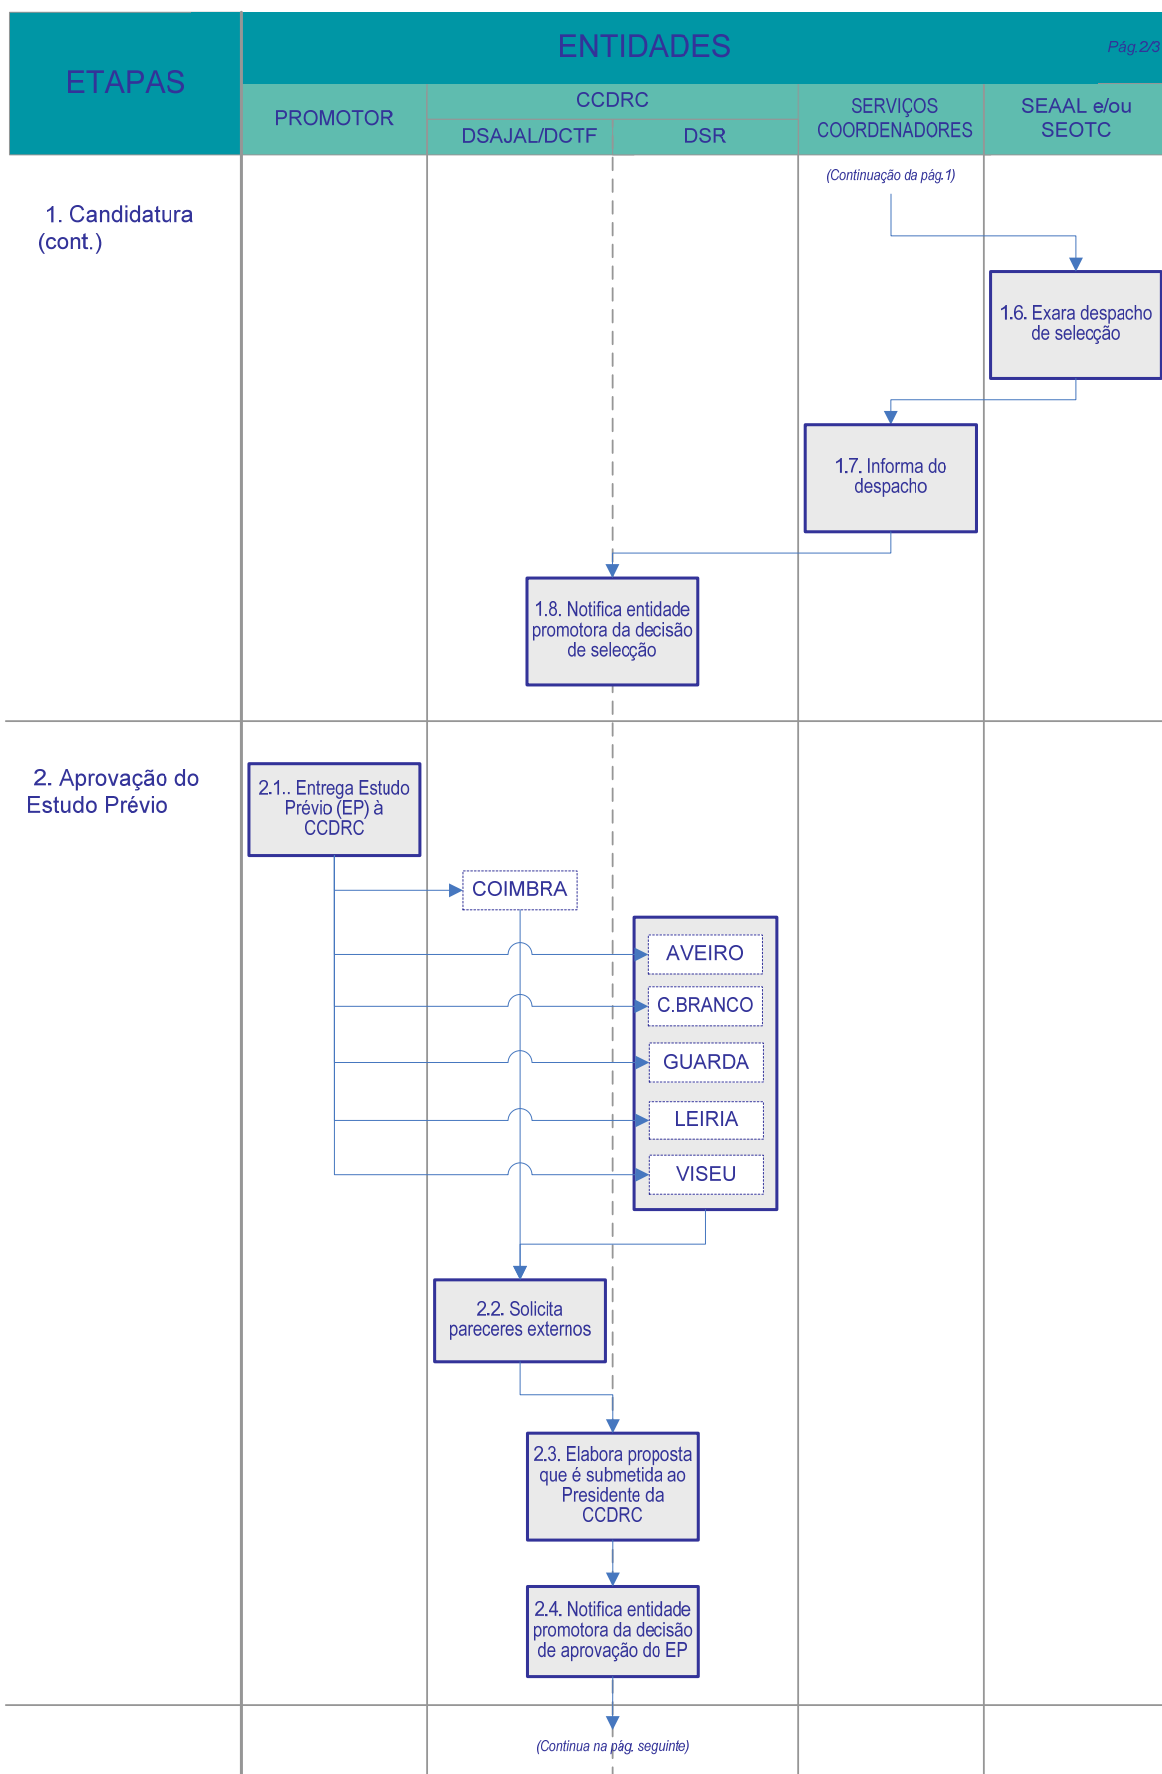 ETAPAS
ENTIDADES
Pág.2/3
PROMOTOR
CCDRC
DSAJAL/DCTF
DSR
SERVIÇOS
COORDENADORES
SEAAL e/ou
SEOTC
(Continuação da pág.1)
1. Candidatura
(cont.)
1.6. Exara despacho
de selecção
1.7. Informa do
despacho
1.8. Notifica entidade
promotora da decisão
de selecção
2. Aprovação do
Estudo Prévio
2.1.. Entrega Estudo
Prévio (EP) à
CCDRC
COIMBRA
AVEIRO
C.BRANCO
GUARDA
LEIRIA
VISEU
2.2. Solicita
pareceres externos
2.3. Elabora proposta
que é submetida ao
Presidente da
CCDRC
2.4. Notifica entidade
promotora da decisão
de aprovação do EP
(Continua na pág. seguinte)